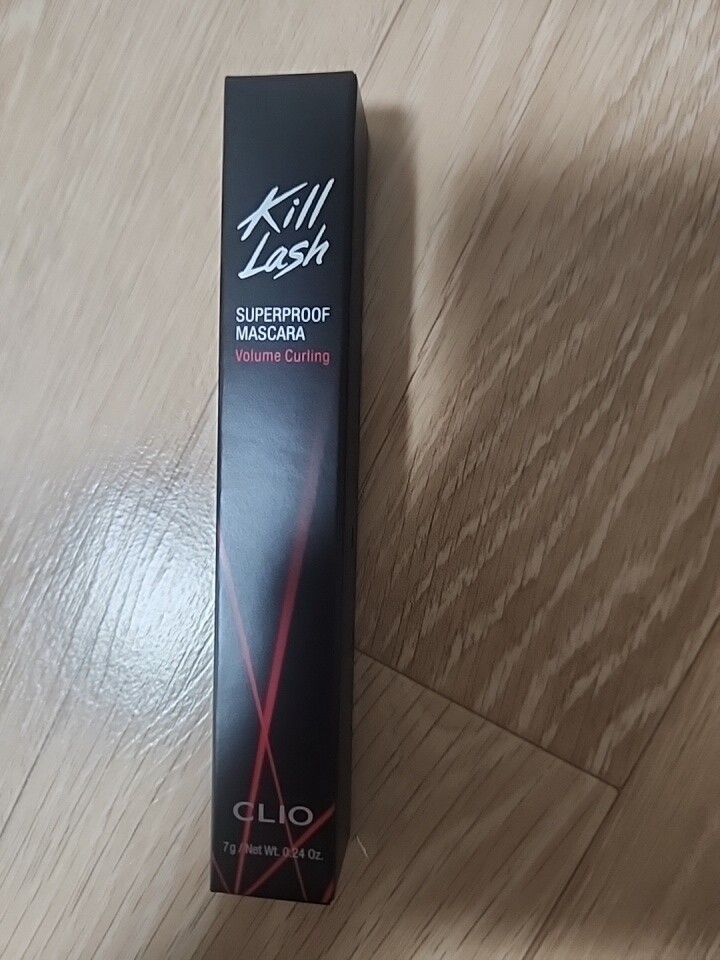 Kill
Lash
SUPERPROOF
MASCARA
Volume Curling
CLIO
7g / Net Wt. 0.24 Oz.